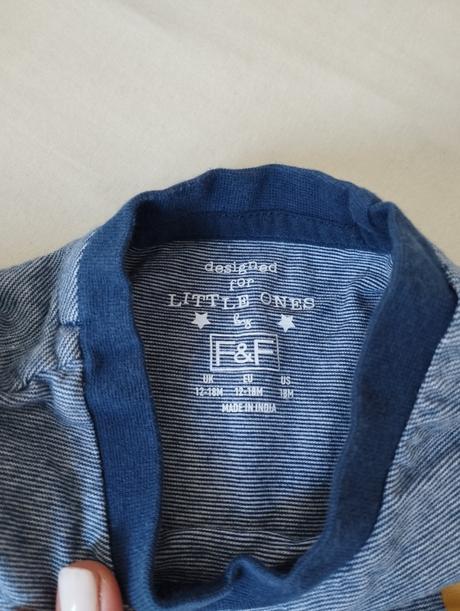 designed
for
LITTLE ONES
by
F&F
UK EU US
12-18M 12-18M 18M
MADE IN INDIA